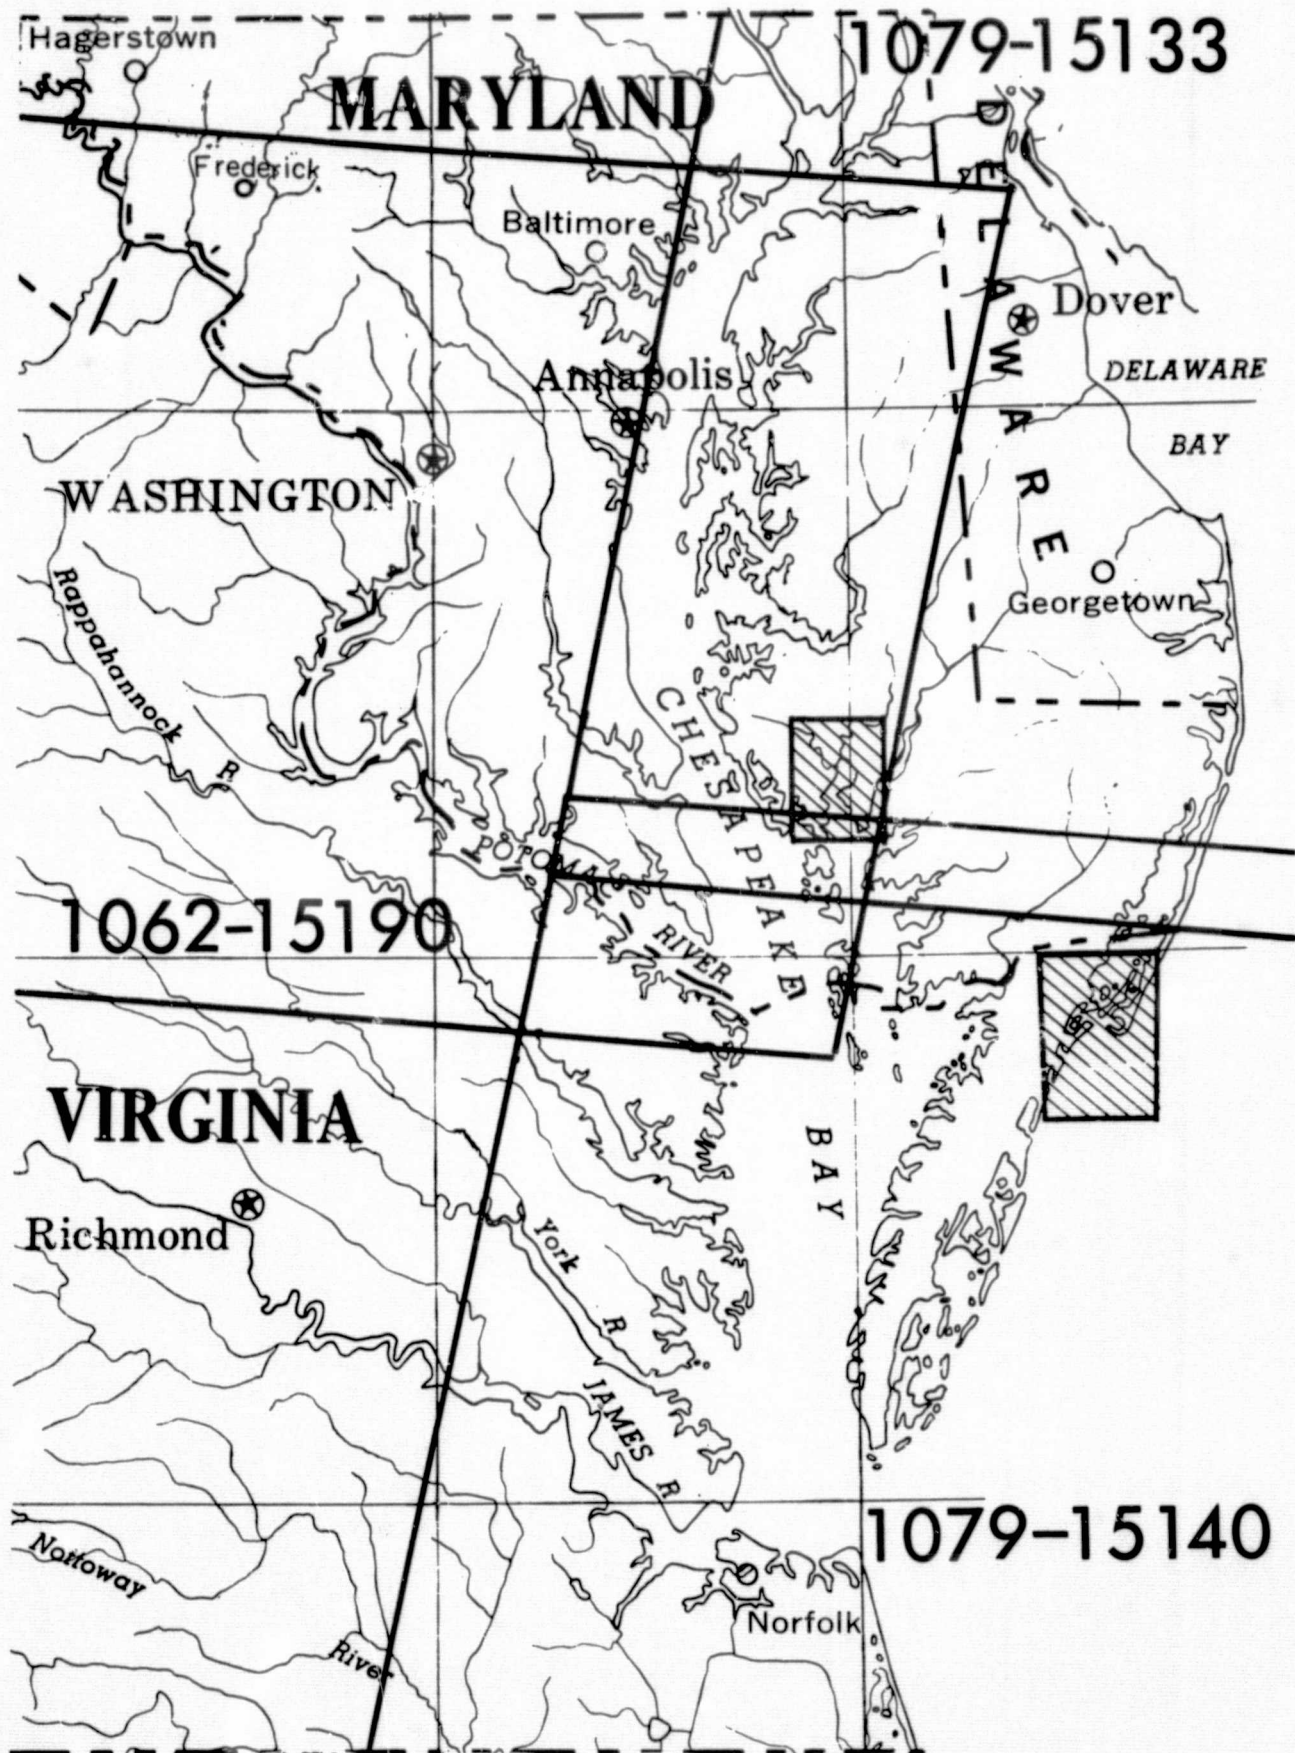 Hagerstown
1079-15133
MARYLAND
DELAWARE
Frederick
Baltimore
Dover
Annapolis
DELAWARE
BAY
WASHINGTON
Georgetown
Rappahannock
R
CHESAPEAKE
POTOMAC
RIVER
1062-15190
VIRGINIA
BAY
Richmond
York
R
JAMES
R
1079-15140
Nottoway
River
Norfolk